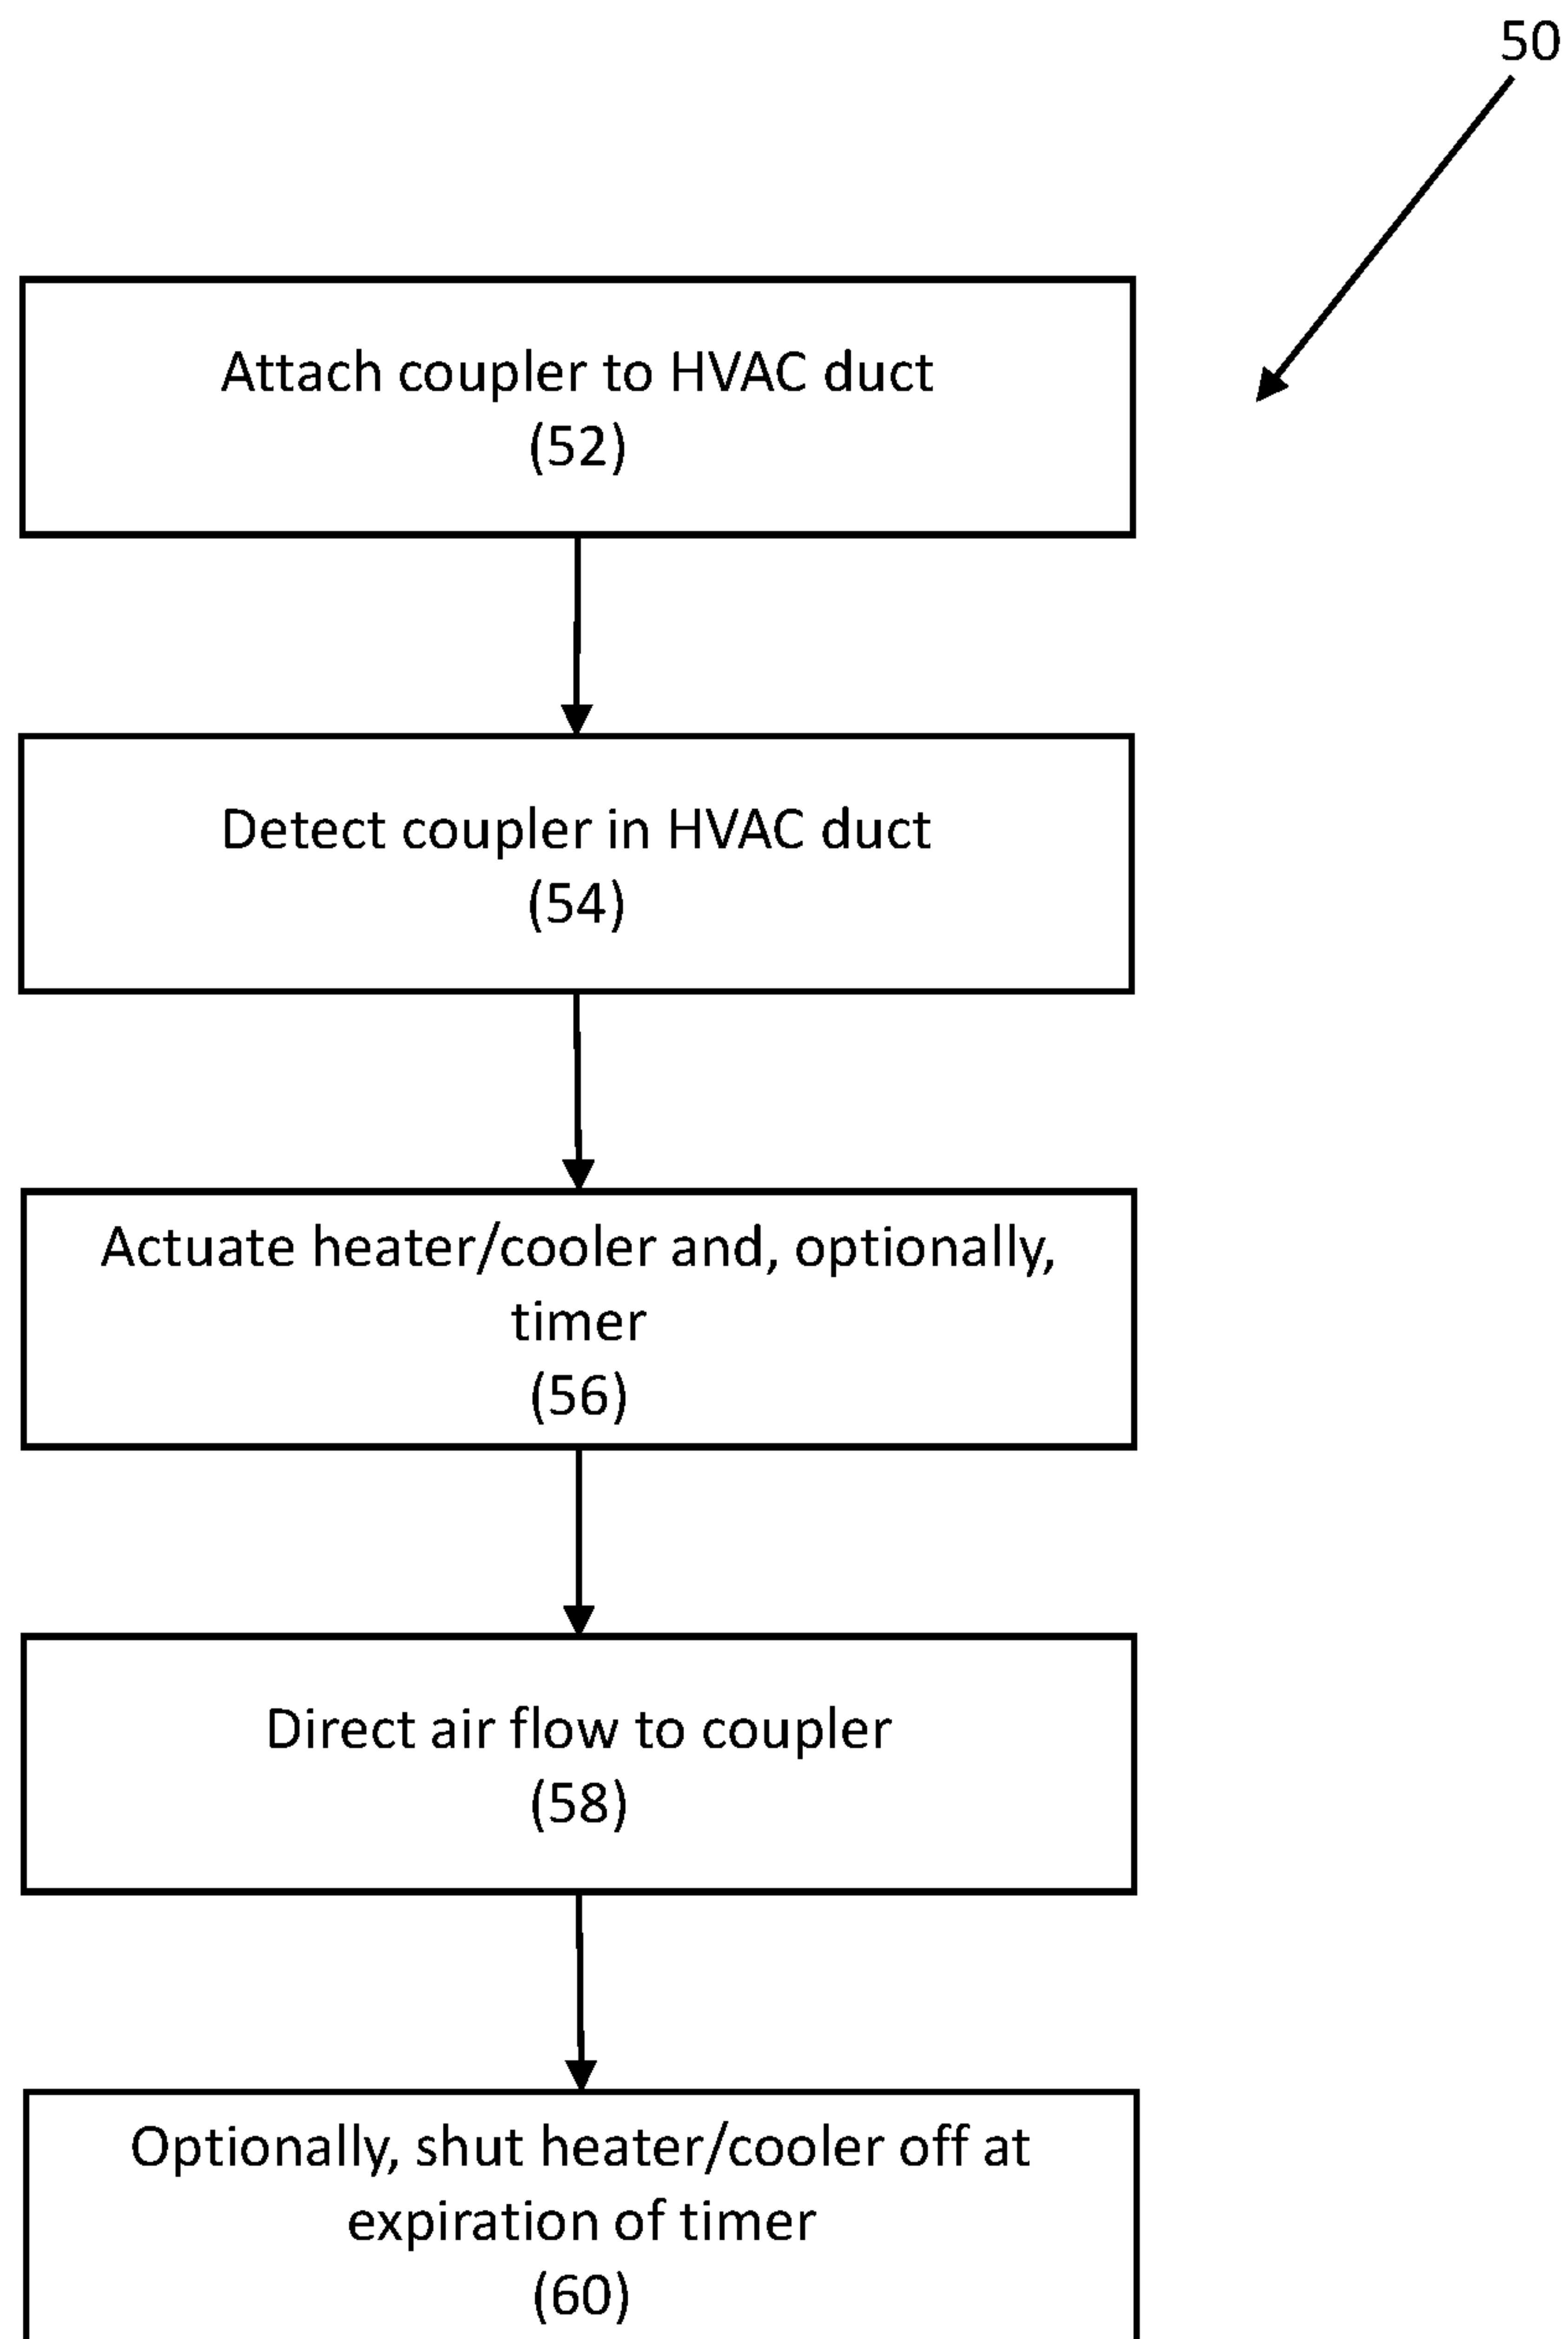 50
Attach coupler to HVAC duct
(52)
Detect coupler in HVAC duct
(54)
Actuate heater/cooler and, optionally,
timer
(56)
Direct air flow to coupler
(58)
Optionally, shut heater/cooler off at
expiration of timer
(60)